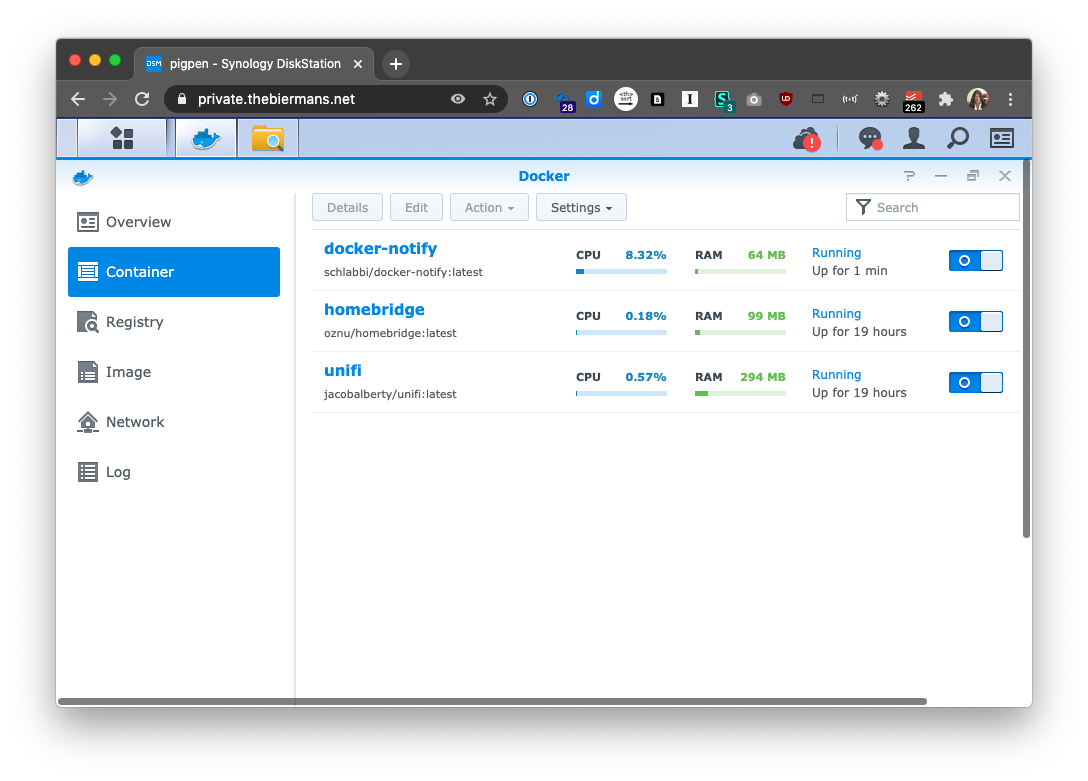 DSM pigpen - Synology DiskStation
private.thebiermans.net
28
d
<th>
sort
I
S
3
UD
262
!
Docker
?
Details Edit Action Settings Search
Overview
Container
Registry
Image
Network
Log
docker-notify CPU 8.32% RAM 64 MB Running
schlabbi/docker-notify:latest Up for 1 min
homebridge CPU 0.18% RAM 99 MB Running
oznu/homebridge:latest Up for 19 hours
unifi CPU 0.57% RAM 294 MB Running
jacobalberty/unifi:latest Up for 19 hours